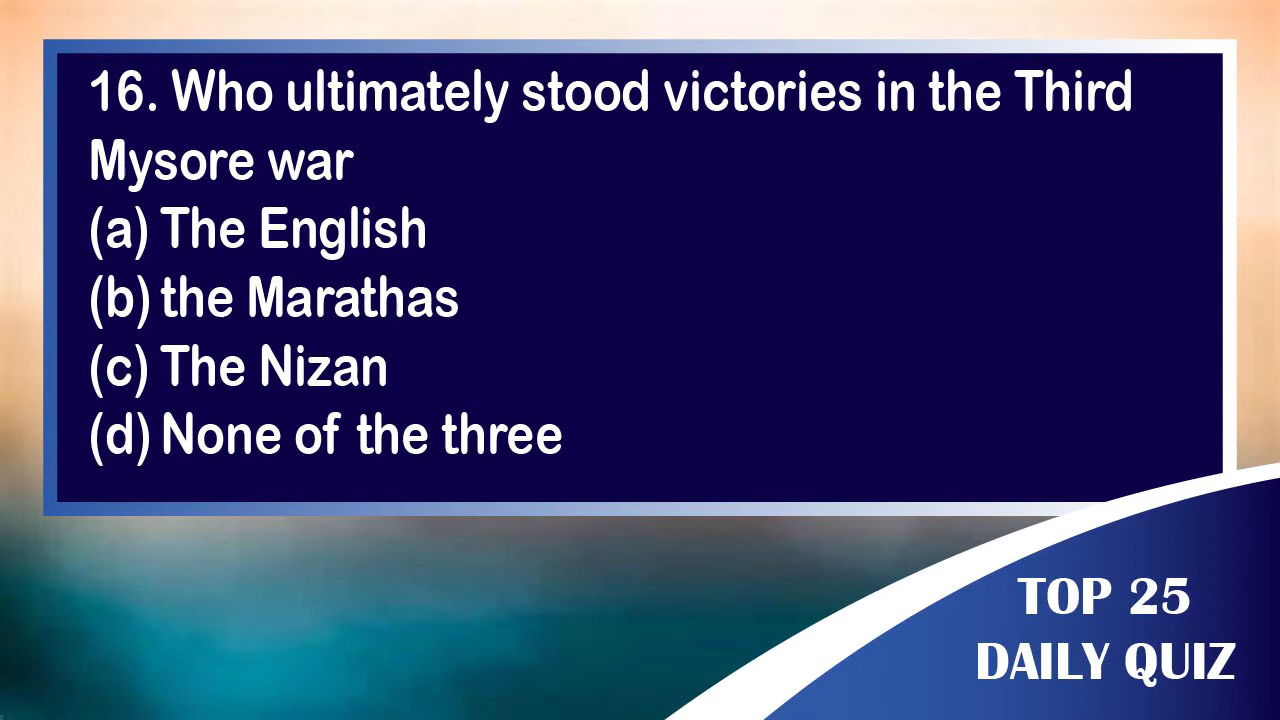 16. Who ultimately stood victories in the Third
Mysore war
(a) The English
(b) the Marathas
(c) The Nizan
(d) None of the three
TOP 25
DAILY QUIZ